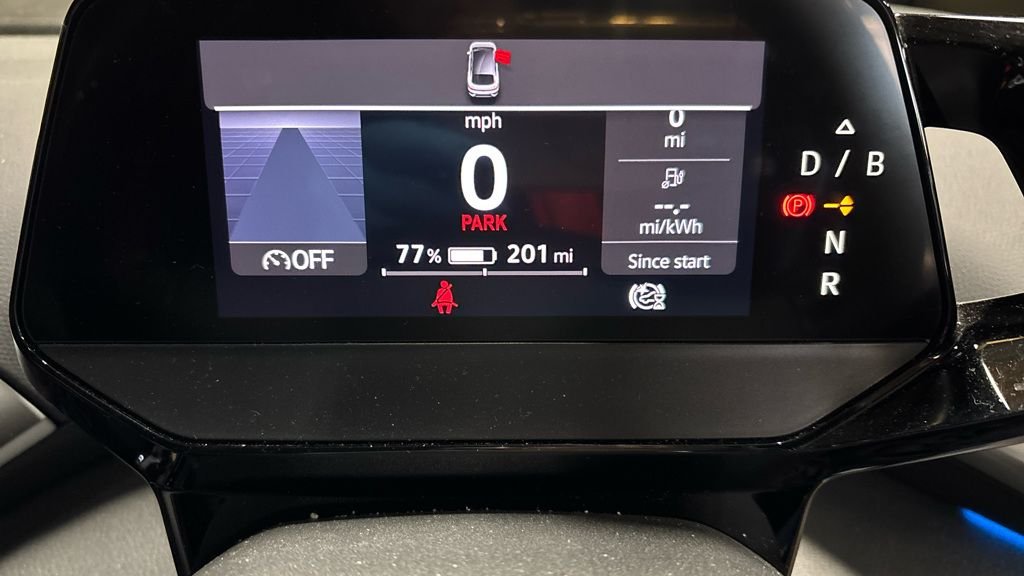 mph
0
PARK
77% 201 mi
OFF
0
mi
--.-
mi/kWh
Since start
D / B
P
N
R